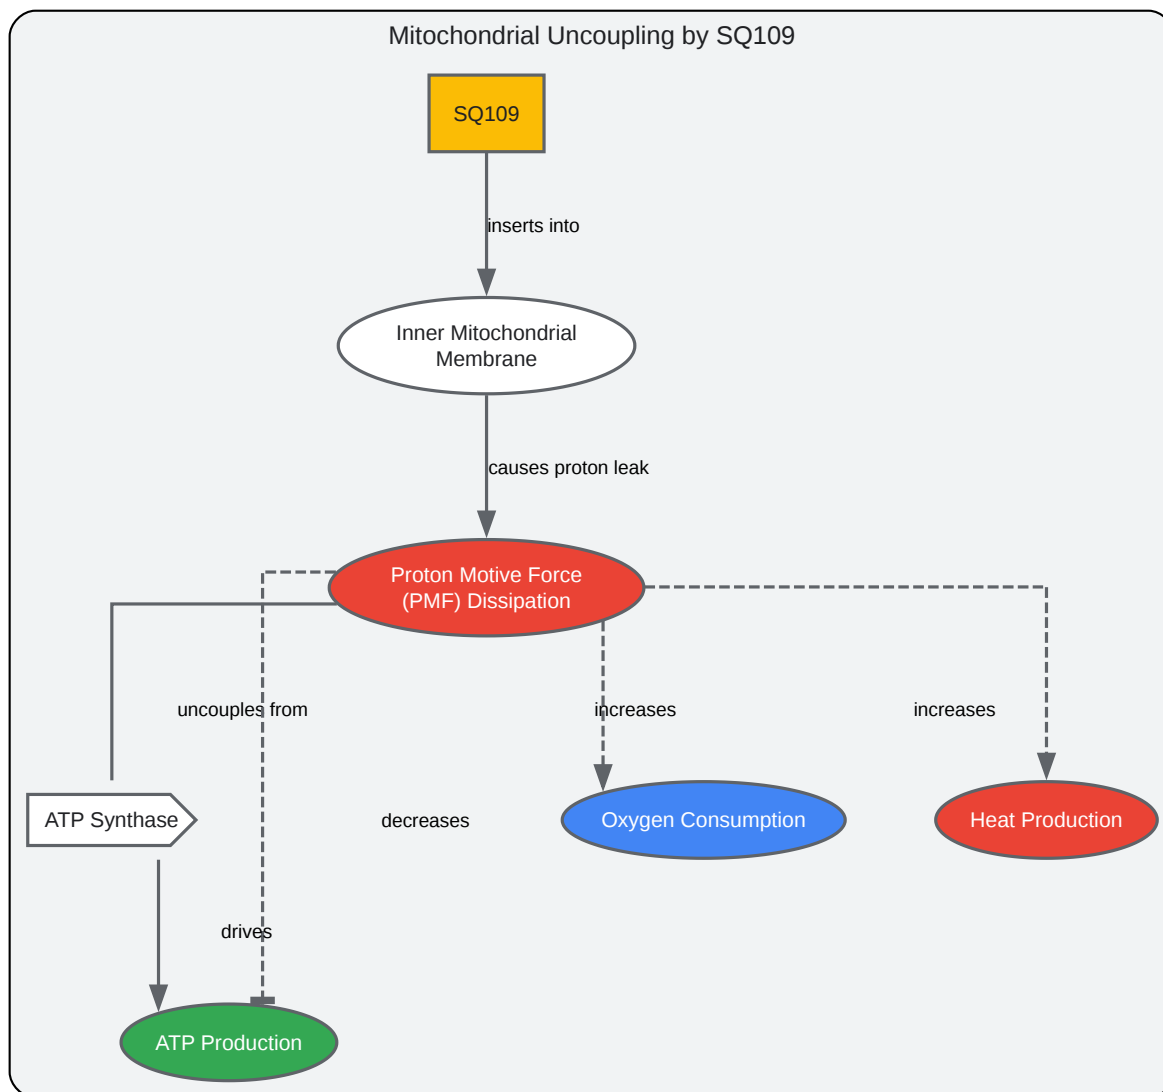 Mitochondrial Uncoupling by SQ109
SQ109
inserts into
Inner Mitochondrial
Membrane
causes proton leak
Proton Motive Force
(PMF) Dissipation
uncouples from
increases
increases
ATP Synthase
decreases
Oxygen Consumption
Heat Production
drives
ATP Production